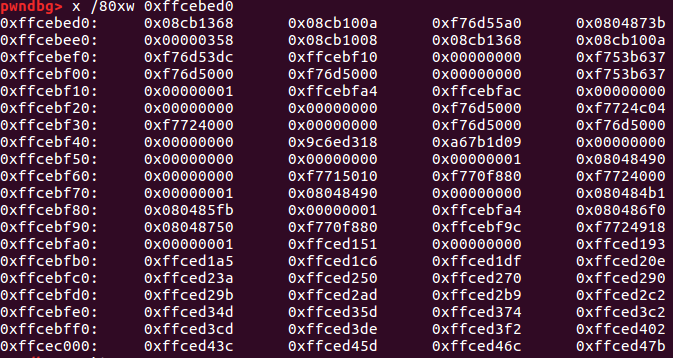 pwndbg> x /80xw 0xffcebed0
0xffcebed0: 0x08cb1368 0x08cb100a 0xf76d55a0 0x0804873b
0xffcebee0: 0x00000358 0x08cb1008 0x08cb1368 0x08cb100a
0xffcebef0: 0xf76d53dc 0xffcebf10 0x00000000 0xf753b637
0xffcebf00: 0xf76d5000 0xf76d5000 0x00000000 0xf753b637
0xffcebf10: 0x00000001 0xffcebfa4 0xffcebfac 0x00000000
0xffcebf20: 0x00000000 0x00000000 0xf76d5000 0xf7724c04
0xffcebf30: 0xf7724000 0x00000000 0xf76d5000 0xf76d5000
0xffcebf40: 0x00000000 0x9c6ed318 0xa67b1d09 0x00000000
0xffcebf50: 0x00000000 0x00000000 0x00000001 0x08048490
0xffcebf60: 0x00000000 0xf7715010 0xf770f880 0xf7724000
0xffcebf70: 0x00000001 0x08048490 0x00000000 0x080484b1
0xffcebf80: 0x080485fb 0x00000001 0xffcebfa4 0x080486f0
0xffcebf90: 0x08048750 0xf770f880 0xffcebf9c 0xf7724918
0xffcebfa0: 0x00000001 0xffced151 0x00000000 0xffced193
0xffcebfb0: 0xffced1a5 0xffced1c6 0xffced1df 0xffced20e
0xffcebfc0: 0xffced23a 0xffced250 0xffced270 0xffced290
0xffcebfd0: 0xffced29b 0xffced2ad 0xffced2b9 0xffced2c2
0xffcebfe0: 0xffced34d 0xffced35d 0xffced374 0xffced3c2
0xffcebff0: 0xffced3cd 0xffced3de 0xffced3f2 0xffced402
0xffcec000: 0xffced43c 0xffced45d 0xffced46c 0xffced47b